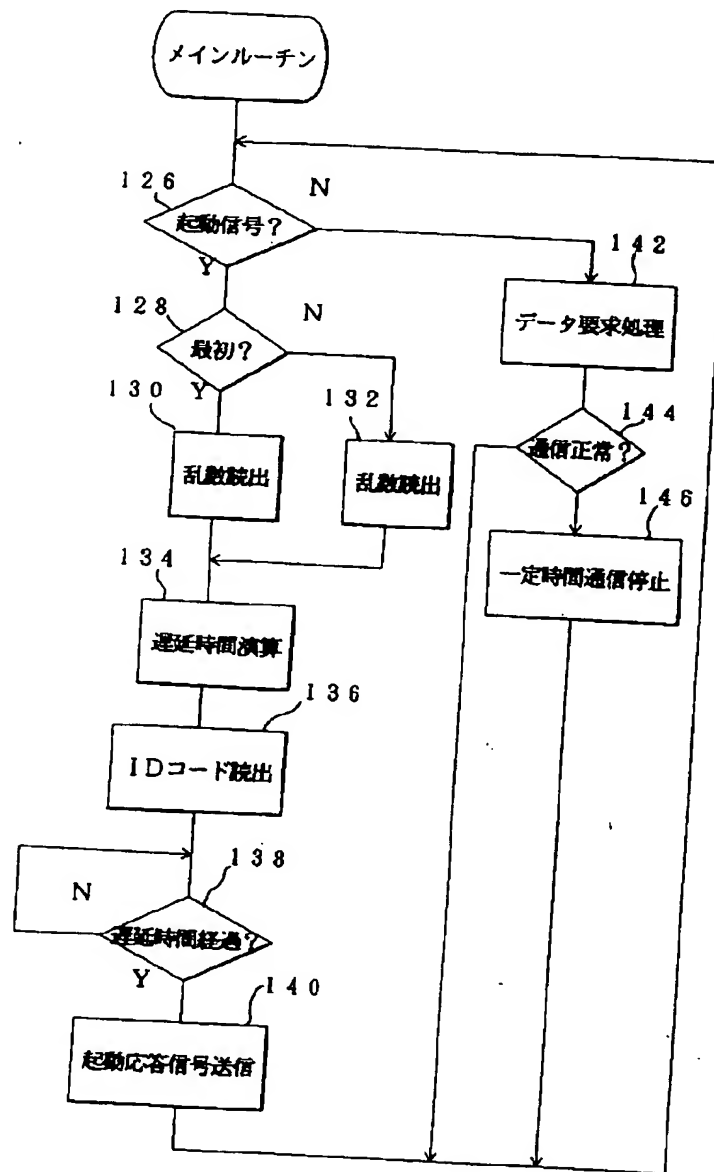 メインルーチン
126
N
起動信号?
Y
142
データ要求処理
128
N
最初?
Y
130
乱数読出
132
乱数読出
144
通信正常?
146
一定時間通信停止
134
遅延時間演算
136
IDコード読出
138
N
遅延時間経過?
Y
140
起動応答信号送信